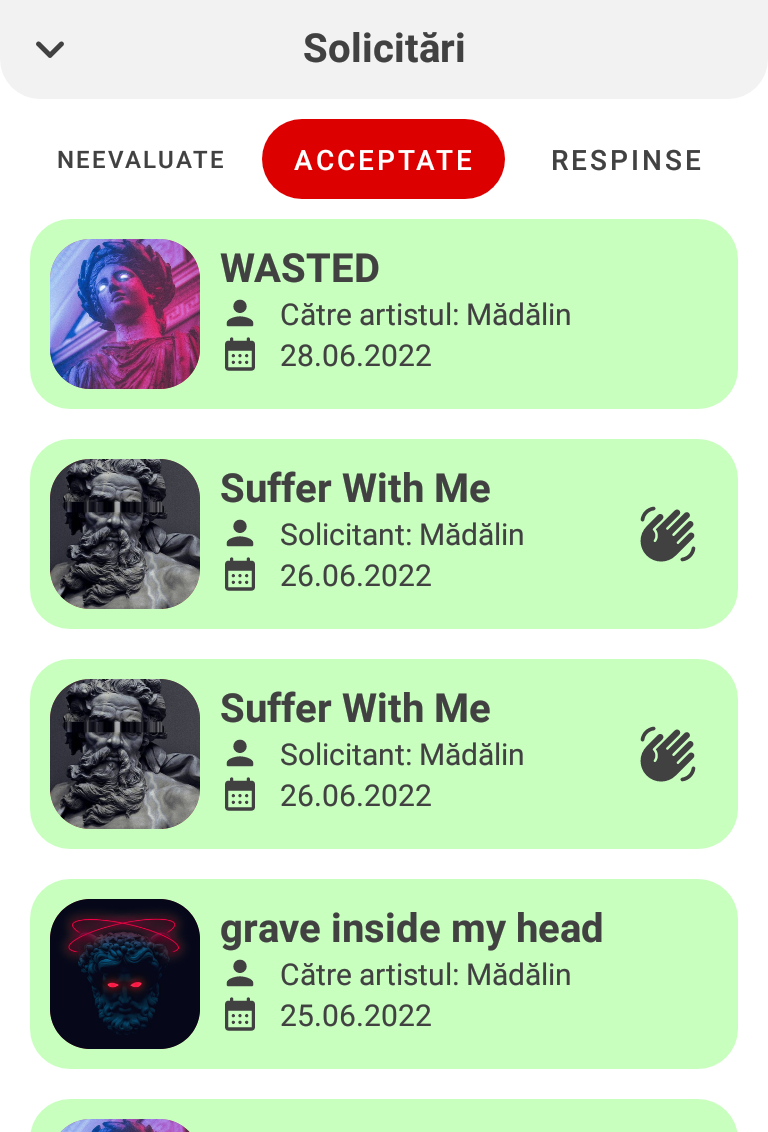 Solicitări
NEEVALUATE
ACCEPTATE
RESPINSE
WASTED
Către artistul: Mădălin
28.06.2022
Suffer With Me
Solicitant: Mădălin
26.06.2022
Suffer With Me
Solicitant: Mădălin
26.06.2022
grave inside my head
Către artistul: Mădălin
25.06.2022